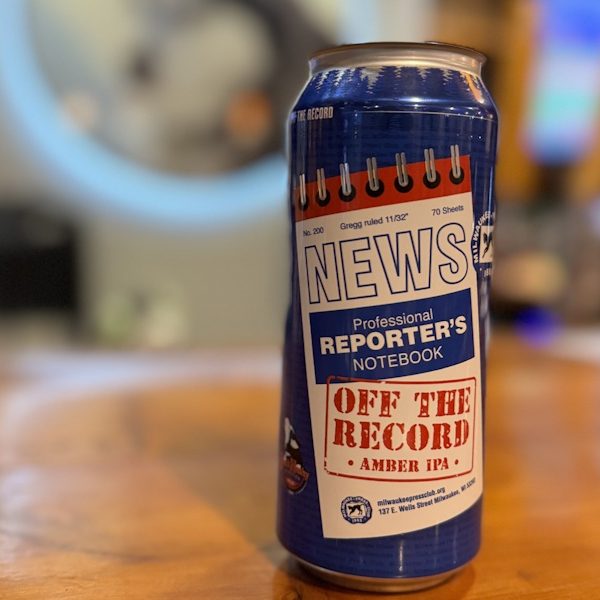 THE RECORD
No. 200 Gregg ruled 11/32" 70 Sheets
NEWS
Professional
REPORTER'S
NOTEBOOK
OFF THE
RECORD
• AMBER IPA •
milwaukeepressclub.org
137 E. Wells Street Milwaukee, WI